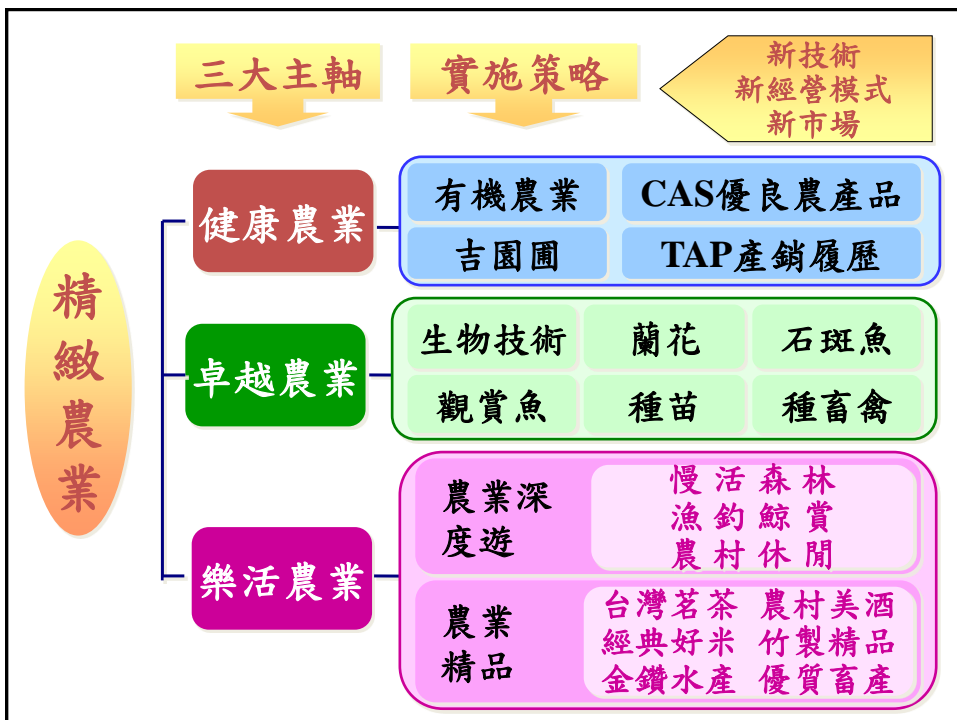 三大主軸
實施策略
新技術
新經營模式
新市場
精緻農業
健康農業
有機農業
CAS優良農產品
吉園圃
TAP產銷履歷
卓越農業
生物技術
蘭花
石斑魚
觀賞魚
種苗
種畜禽
樂活農業
農業深
度遊
慢活森林
漁釣鯨賞
農村休閒
農業
精品
台灣茗茶 農村美酒
經典好米 竹製精品
金鑽水產 優質畜產